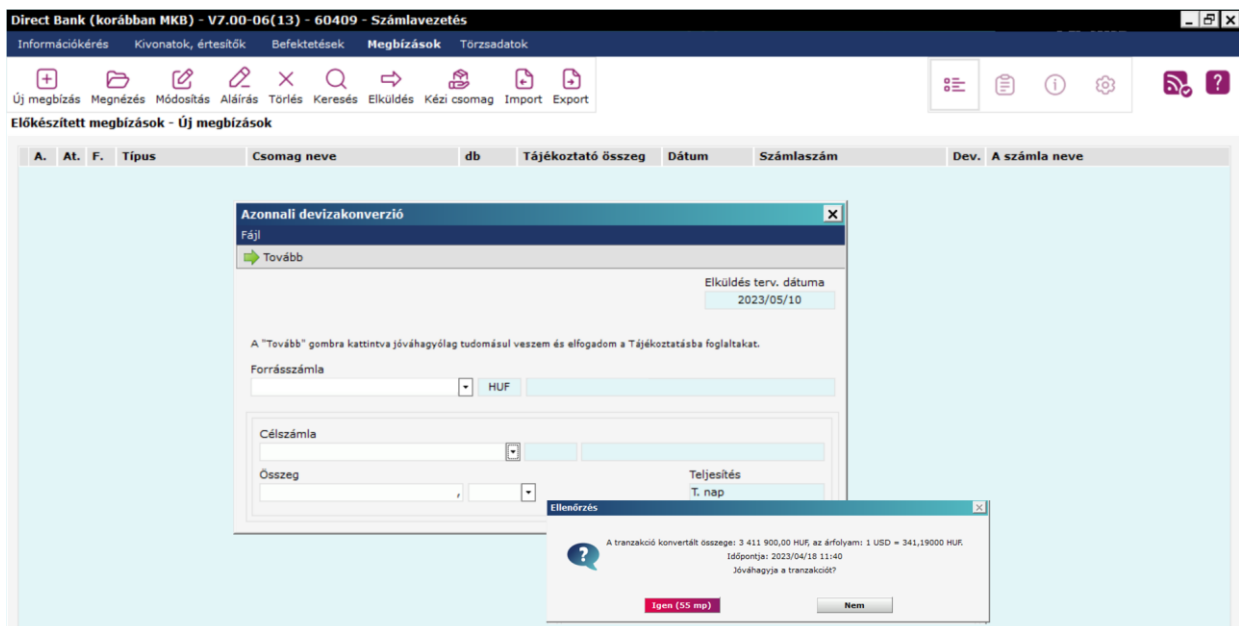 Direct Bank (korábban MKB) - V7.00-06(13) - 60409 - Számlavezetés
Információkérés Kivonatok, értesítők Befektetések Megbízások Törzsadatok
Új megbízás Megnézés Módosítás Aláírás Törlés Keresés Elküldés Kézi csomag Import Export
Előkészített megbízások - Új megbízások
A. At. F. Típus Csomag neve db Tájékoztató összeg Dátum Számlaszám Dev. A számla neve
Azonnali devizakonverzió
Fájl
Tovább
Elküldés terv. dátuma
2023/05/10
A "Tovább" gombra kattintva jóváhagyólag tudomásul veszem és elfogadom a Tájékoztatásba foglaltakat.
Forrásszámla
HUF
Célszámla
Összeg Teljesítés
, T. nap
Ellenőrzés
A tranzakció konvertált összege: 3 411 900,00 HUF, az árfolyam: 1 USD = 341,19000 HUF.
Időpontja: 2023/04/18 11:40
Jóváhagyja a tranzakciót?
Igen (55 mp) Nem